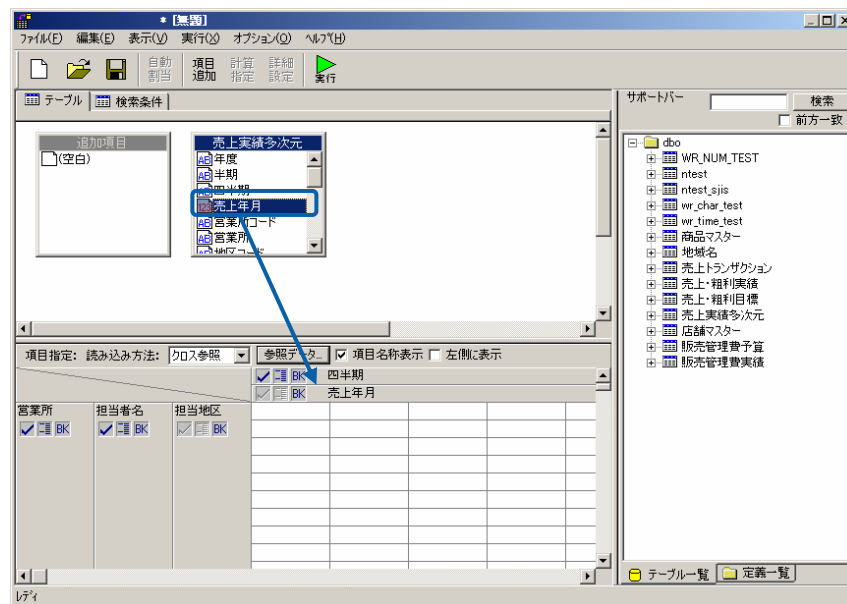 * [無題]
ファイル(F) 編集(E) 表示(V) 実行(X) オプション(O) ヘルプ(H)
自動割当 項目追加 計算指定 詳細設定 実行
テーブル 検索条件
追加項目
(空白)
売上実績多次元
年度
半期
四半期
売上年月
営業所コード
営業所
地区コード
項目指定: 読み込み方法: クロス参照 参照データ... 項目名称表示 左側に表示
BK 四半期
BK 売上年月
営業所 担当者名 担当地区
BK BK BK
サポートバー 検索
前方一致
dbo
WR_NUM_TEST
ntest
ntest_sjis
wr_char_test
wr_time_test
商品マスター
地域名
売上トランザクション
売上・粗利実績
売上・粗利目標
売上実績多次元
店舗マスター
販売管理費予算
販売管理費実績
テーブル一覧 定義一覧
レディ